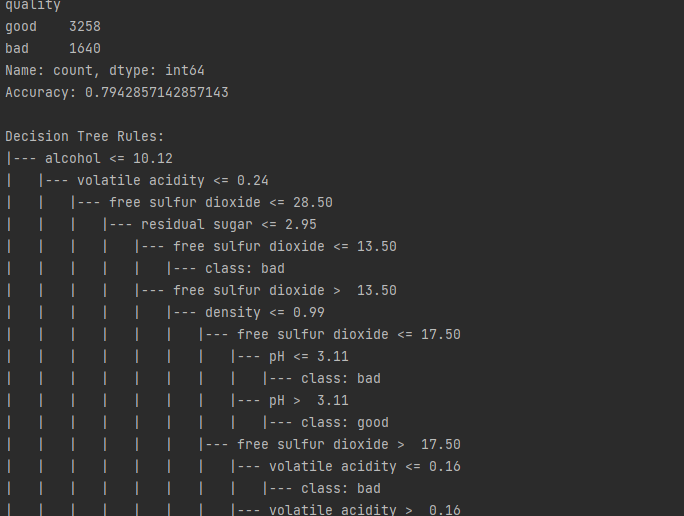 quality
good    3258
bad     1640
Name: count, dtype: int64
Accuracy: 0.7942857142857143

Decision Tree Rules:
|--- alcohol <= 10.12
|   |--- volatile acidity <= 0.24
|   |   |--- free sulfur dioxide <= 28.50
|   |   |   |--- residual sugar <= 2.95
|   |   |   |   |--- free sulfur dioxide <= 13.50
|   |   |   |   |   |--- class: bad
|   |   |   |   |--- free sulfur dioxide >  13.50
|   |   |   |   |   |--- density <= 0.99
|   |   |   |   |   |   |--- free sulfur dioxide <= 17.50
|   |   |   |   |   |   |   |--- pH <= 3.11
|   |   |   |   |   |   |   |   |--- class: bad
|   |   |   |   |   |   |   |--- pH >  3.11
|   |   |   |   |   |   |   |   |--- class: good
|   |   |   |   |   |   |--- free sulfur dioxide >  17.50
|   |   |   |   |   |   |   |--- volatile acidity <= 0.16
|   |   |   |   |   |   |   |   |--- class: bad
|   |   |   |   |   |   |   |--- volatile acidity >  0.16